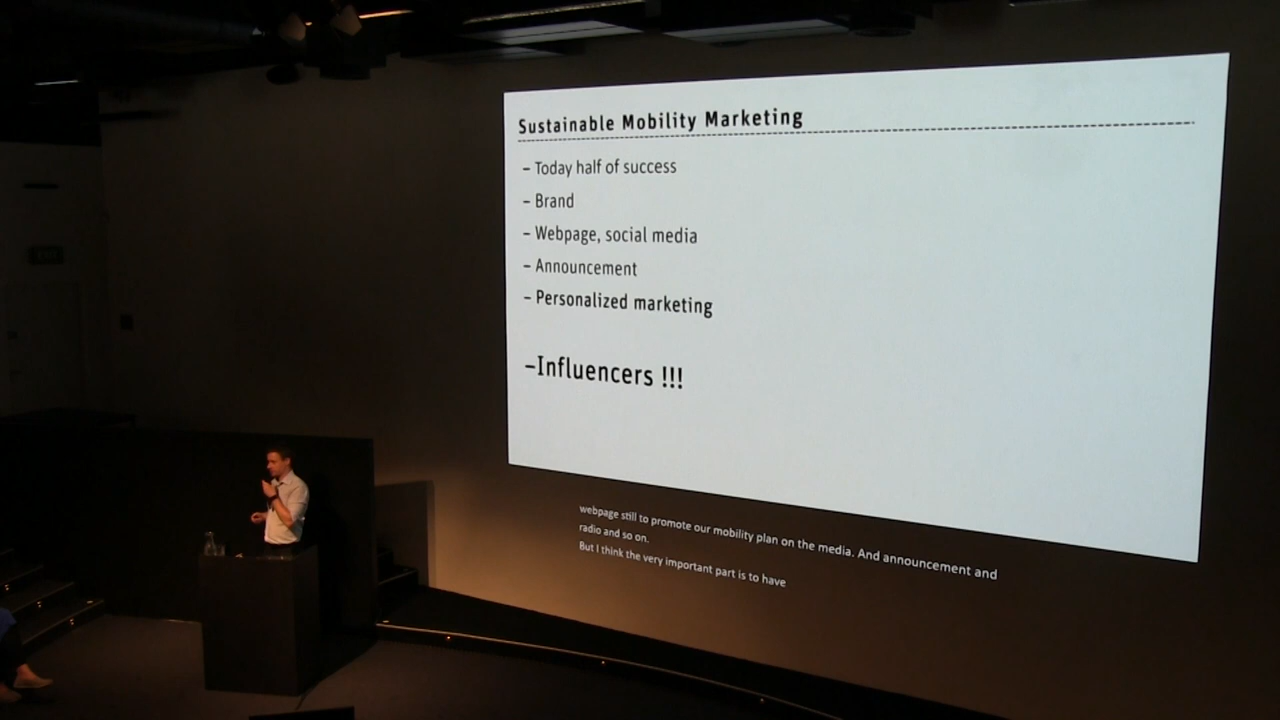 Sustainable Mobility Marketing
– Today half of success
– Brand
– Webpage, social media
– Announcement
– Personalized marketing
–Influencers !!!
webpage still to promote our mobility plan on the media. And announcement and
radio and so on.
But I think the very important part is to have